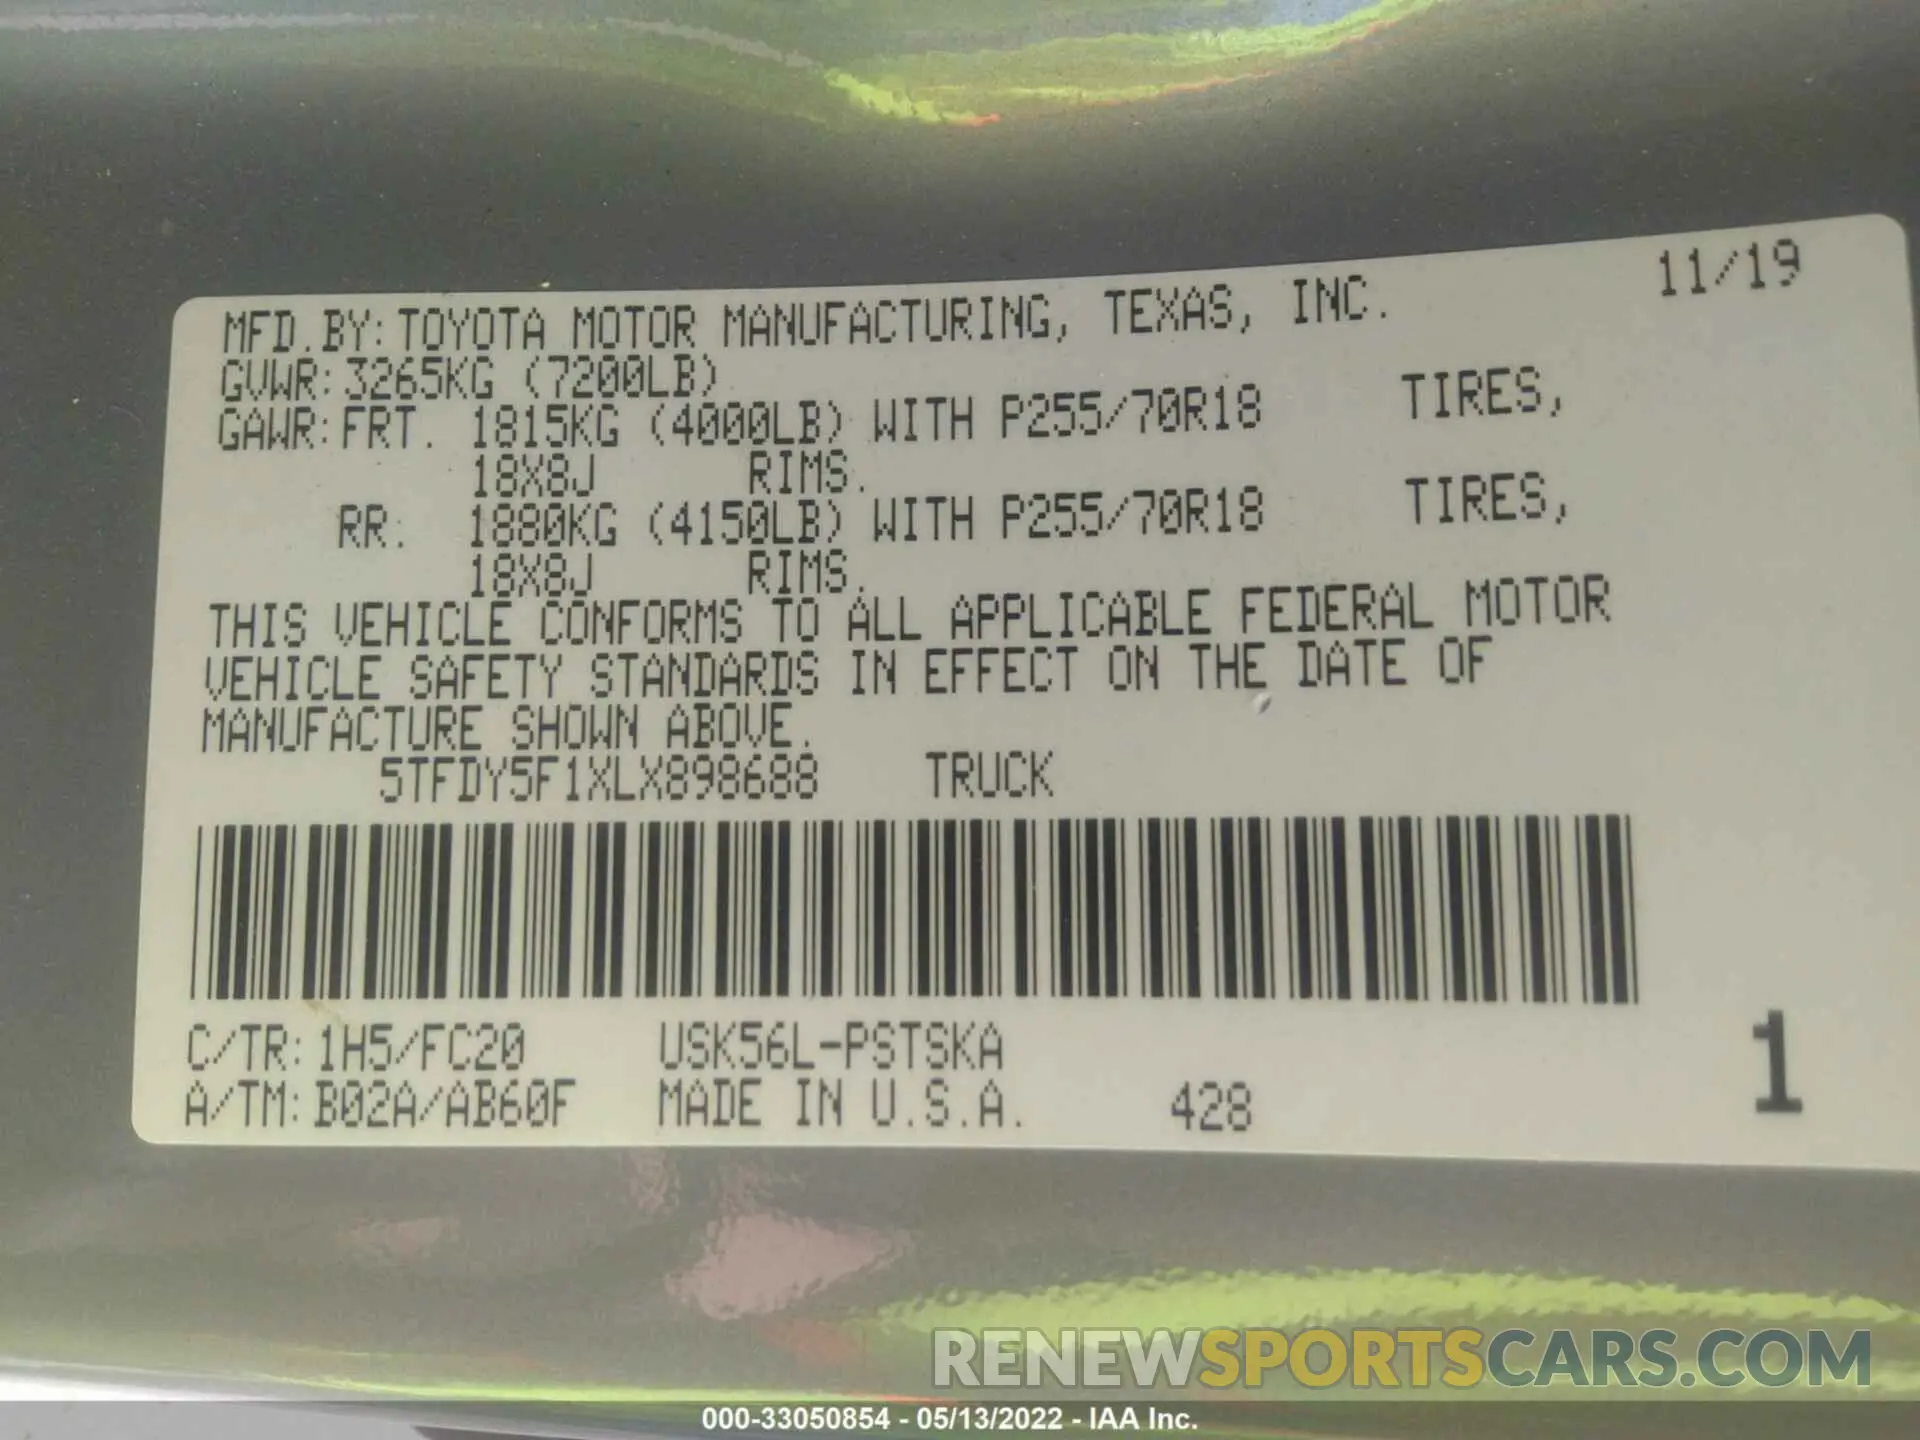 11/19
MFD.BY:TOYOTA MOTOR MANUFACTURING, TEXAS, INC.
GVWR:3265KG (7200LB)
GAWR:FRT. 1815KG (4000LB) WITH P255/70R18 TIRES,
18X8J RIMS.
RR: 1880KG (4150LB) WITH P255/70R18 TIRES,
18X8J RIMS.
THIS VEHICLE CONFORMS TO ALL APPLICABLE FEDERAL MOTOR
VEHICLE SAFETY STANDARDS IN EFFECT ON THE DATE OF
MANUFACTURE SHOWN ABOVE.
5TFDY5F1XLX898688 TRUCK
C/TR:1H5/FC20 USK56L-PSTSKA
A/TM:B02A/AB60F MADE IN U.S.A. 428
1
RENEWSPORTSCARS.COM
000-33050854 - 05/13/2022 - IAA Inc.